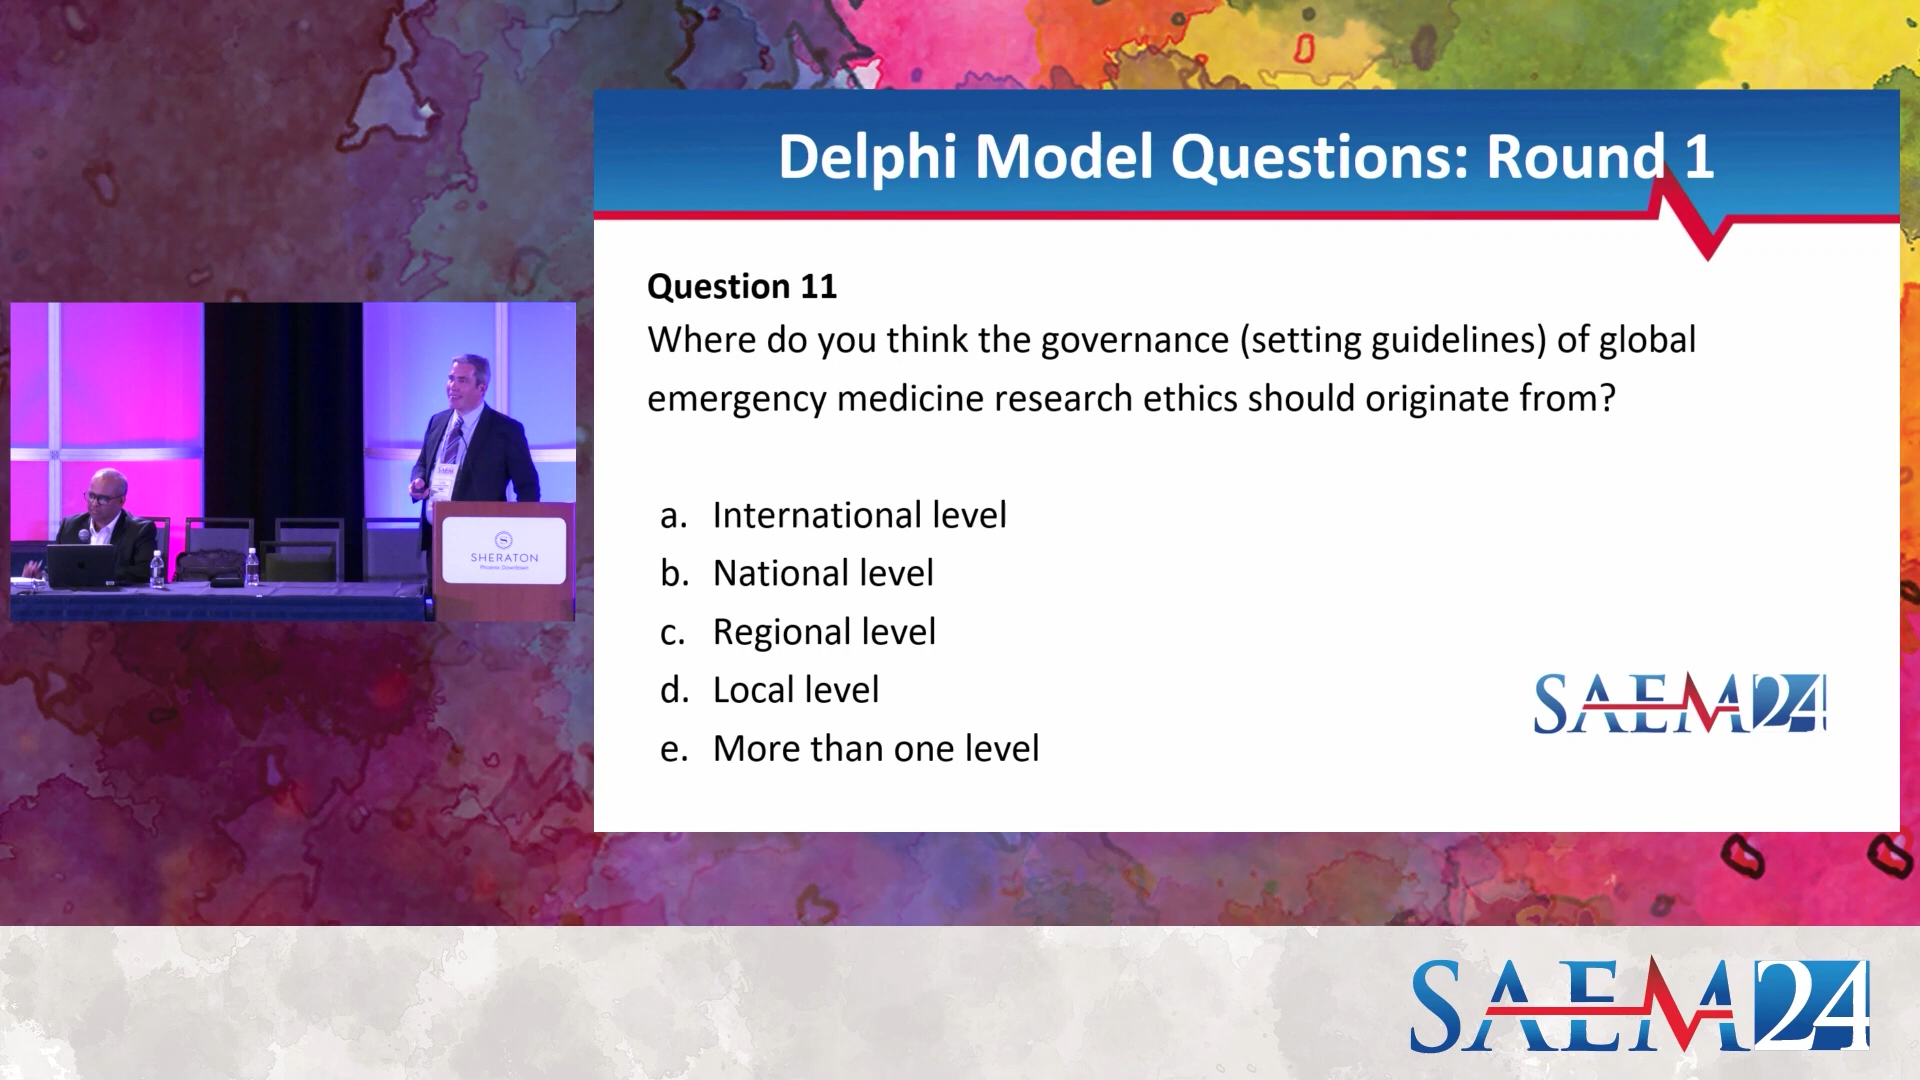 Delphi Model Questions: Round 1
Question 11
Where do you think the governance (setting guidelines) of global
emergency medicine research ethics should originate from?
a. International level
b. National level
c. Regional level
d. Local level
e. More than one level
SAEM24
SHERATON
Phoenix Downtown
SAEM24